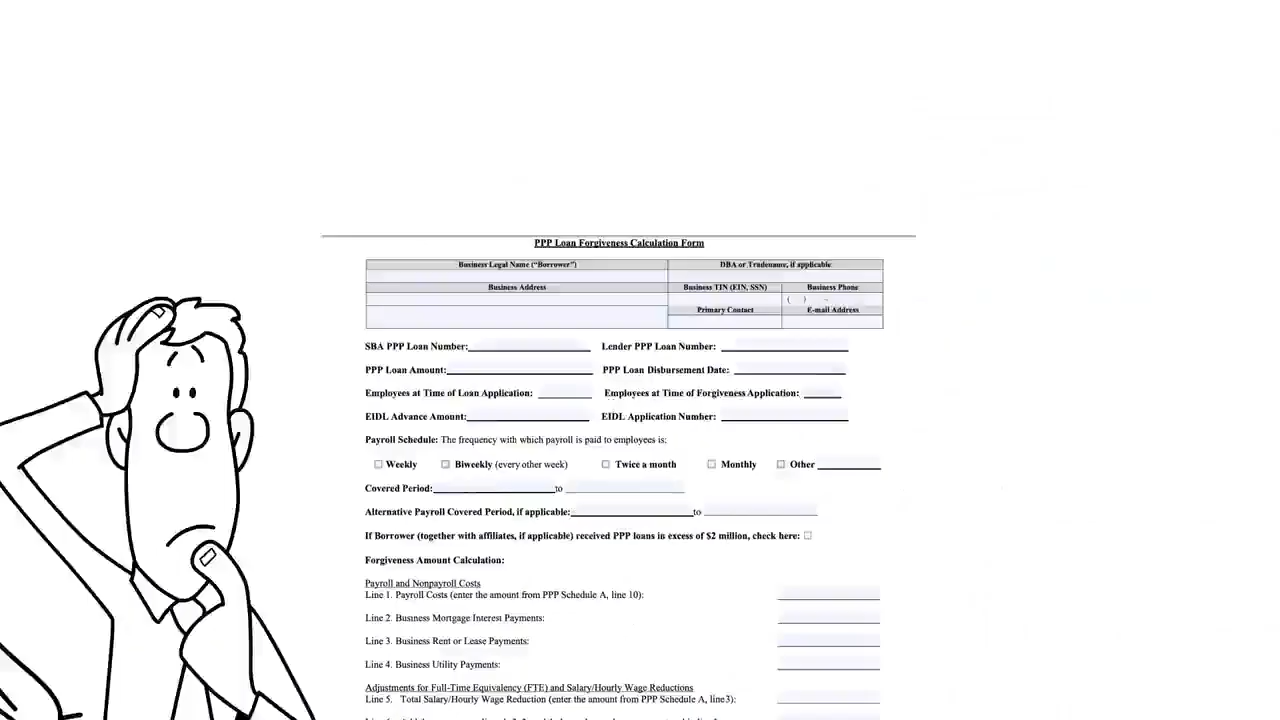 PPP Loan Forgiveness Calculation Form
Business Legal Name ("Borrower") DBA or Tradename, if applicable
Business Address Business TIN (EIN, SSN) Business Phone
( ) -
Primary Contact E-mail Address
SBA PPP Loan Number: Lender PPP Loan Number:
PPP Loan Amount: PPP Loan Disbursement Date:
Employees at Time of Loan Application: Employees at Time of Forgiveness Application:
EIDL Advance Amount: EIDL Application Number:
Payroll Schedule: The frequency with which payroll is paid to employees is:
☐ Weekly ☐ Biweekly (every other week) ☐ Twice a month ☐ Monthly ☐ Other
Covered Period: to
Alternative Payroll Covered Period, if applicable: to
If Borrower (together with affiliates, if applicable) received PPP loans in excess of $2 million, check here: ☐
Forgiveness Amount Calculation:
Payroll and Nonpayroll Costs
Line 1. Payroll Costs (enter the amount from PPP Schedule A, line 10):
Line 2. Business Mortgage Interest Payments:
Line 3. Business Rent or Lease Payments:
Line 4. Business Utility Payments:
Adjustments for Full-Time Equivalency (FTE) and Salary/Hourly Wage Reductions
Line 5. Total Salary/Hourly Wage Reduction (enter the amount from PPP Schedule A, line3):